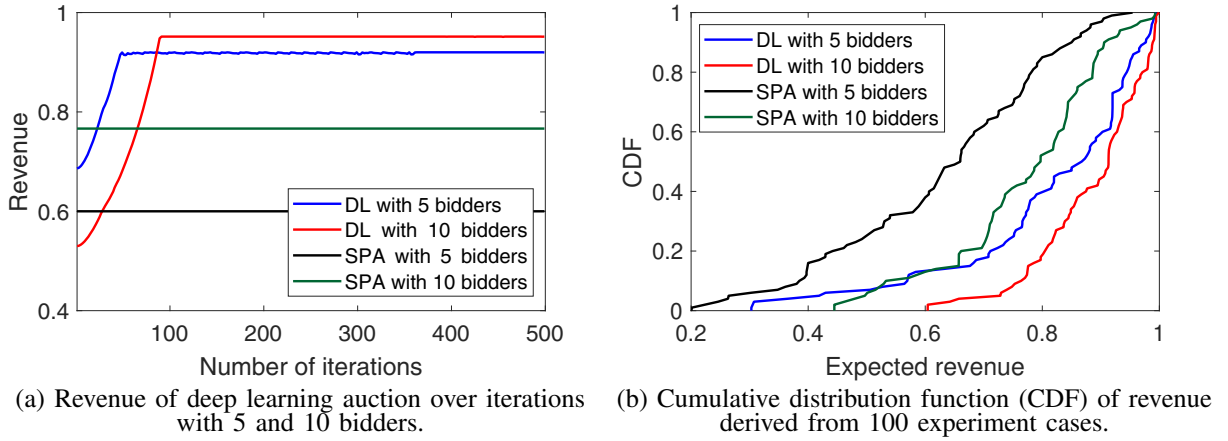 1
0.8
0.6
0.4
Revenue
100
200
300
400
500
Number of iterations
DL with 5 bidders
DL with 10 bidders
SPA with 5 bidders
SPA with 10 bidders
(a) Revenue of deep learning auction over iterations
with 5 and 10 bidders.
1
0.8
0.6
0.4
0.2
0
CDF
0.2
0.4
0.6
0.8
1
Expected revenue
DL with 5 bidders
DL with 10 bidders
SPA with 5 bidders
SPA with 10 bidders
(b) Cumulative distribution function (CDF) of revenue
derived from 100 experiment cases.